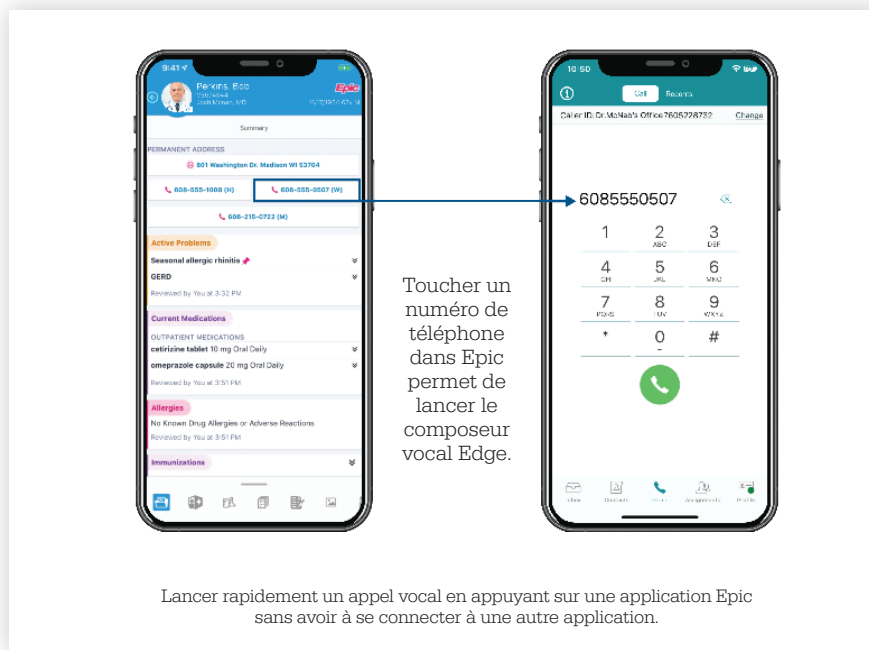 9:41
Perkins, Bob
Epic
Summary
PERMANENT ADDRESS
601 Washington Dr. Madison WI 53704
608-555-1008 (H)
608-555-0507 (W)
608-215-0722 (M)
Active Problems
Seasonal allergic rhinitis
GERD
Reviewed by You at 3:32 PM
Current Medications
OUTPATIENT MEDICATIONS
cetirizine tablet 10 mg Oral Daily
omeprazole capsule 20 mg Oral Daily
Reviewed by You at 3:51 PM
Allergies
No Known Drug Allergies or Adverse Reactions
Reviewed by You at 3:51 PM
Immunizations
Toucher un
numéro de
téléphone
dans Epic
permet de
lancer le
composeur
vocal Edge.
10:50
Call Recents
Caller ID: Dr.McNab's Office7605228732 Change
6085550507
1 2 3
ABC DEF
4 5 6
GHI JKL MNO
7 8 9
PQRS TUV WXYZ
* 0 #
Inbox Contacts Phone Assignments Profile
Lancer rapidement un appel vocal en appuyant sur une application Epic
sans avoir à se connecter à une autre application.